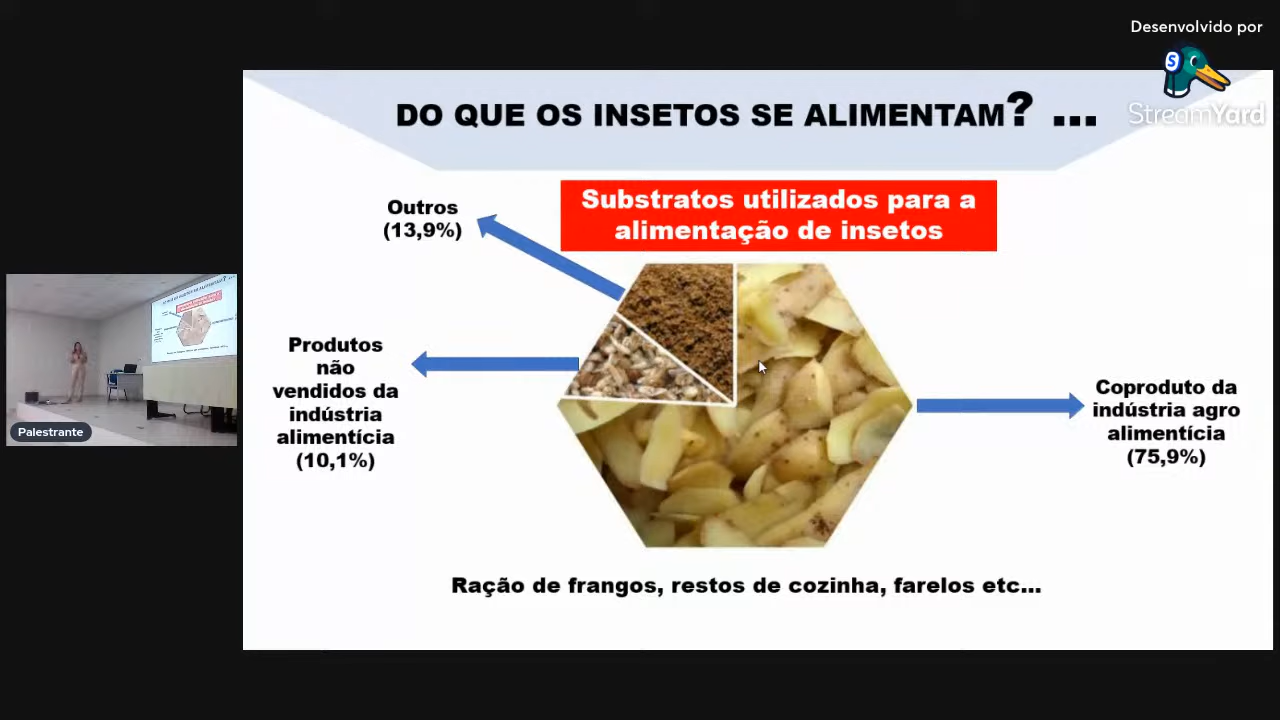 Desenvolvido por
StreamYard
DO QUE OS INSETOS SE ALIMENTAM? ...
Substratos utilizados para a
alimentação de insetos
Outros
(13,9%)
Produtos
não
vendidos da
indústria
alimentícia
(10,1%)
Coproduto da
indústria agro
alimentícia
(75,9%)
Ração de frangos, restos de cozinha, farelos etc...
Palestrante